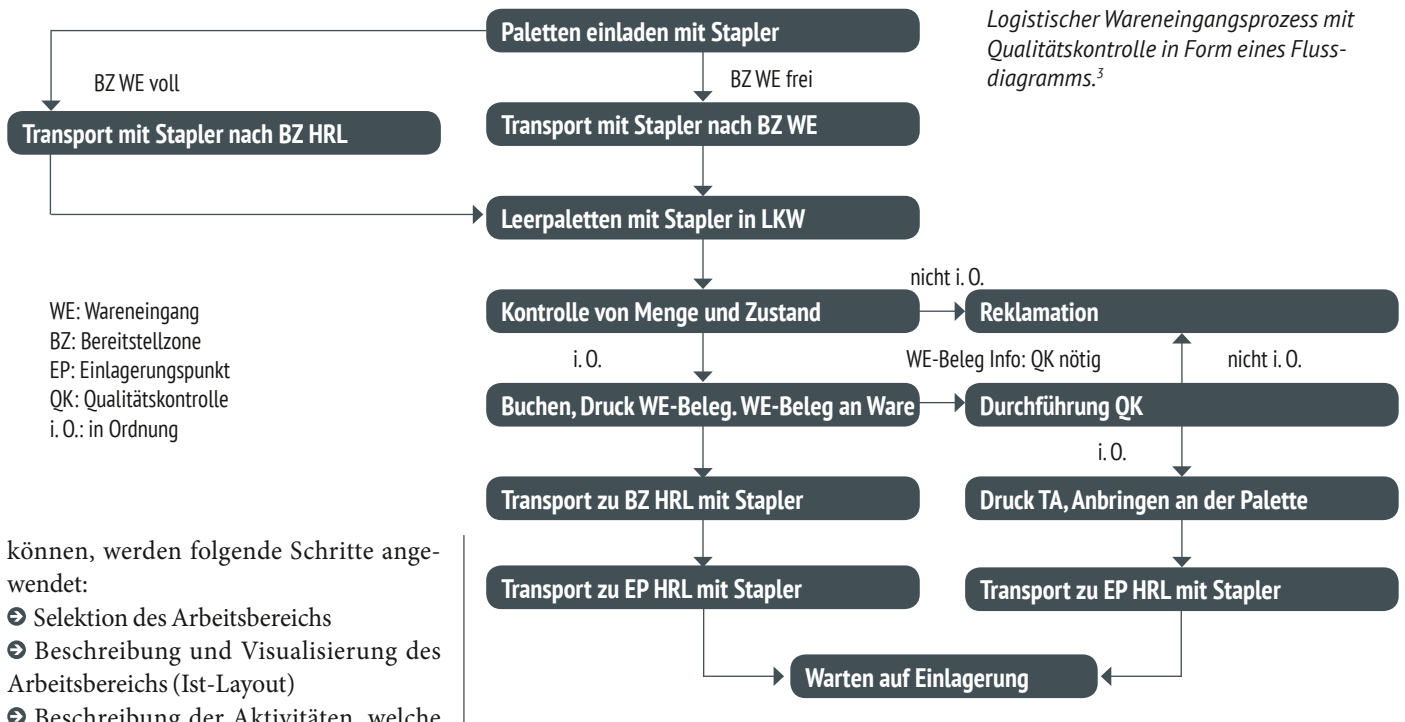 Paletten einladen mit Stapler
Logistischer Wareneingangsprozess mit
Qualitätskontrolle in Form eines Fluss-
diagramms.³
BZ WE voll
BZ WE frei
Transport mit Stapler nach BZ HRL
Transport mit Stapler nach BZ WE
Leerpaletten mit Stapler in LKW
nicht i. O.
Kontrolle von Menge und Zustand
Reklamation
WE: Wareneingang
BZ: Bereitstellzone
EP: Einlagerungspunkt
QK: Qualitätskontrolle
i. O.: in Ordnung
i. O.
WE-Beleg Info: QK nötig
nicht i. O.
Buchen, Druck WE-Beleg. WE-Beleg an Ware
Durchführung QK
i. O.
Transport zu BZ HRL mit Stapler
Druck TA, Anbringen an der Palette
Transport zu EP HRL mit Stapler
Transport zu EP HRL mit Stapler
Warten auf Einlagerung
können, werden folgende Schritte ange-
wendet:
➲ Selektion des Arbeitsbereichs
➲ Beschreibung und Visualisierung des
Arbeitsbereichs (Ist-Layout)
➲ Beschreibung der Aktivitäten, welche